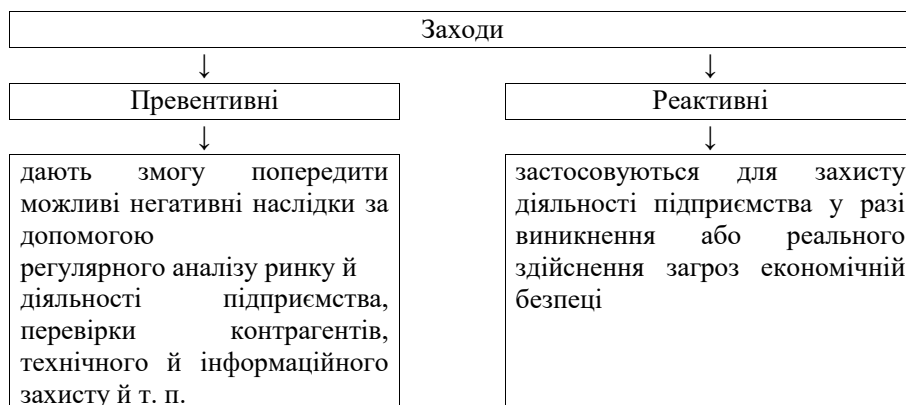 Заходи
↓
↓
Превентивні
Реактивні
↓
↓
дають змогу попередити
можливі негативні наслідки за
допомогою
регулярного аналізу ринку й
діяльності підприємства,
перевірки контрагентів,
технічного й інформаційного
захисту й т. п.
застосовуються для захисту
діяльності підприємства у разі
виникнення або реального
здійснення загроз економічній
безпеці